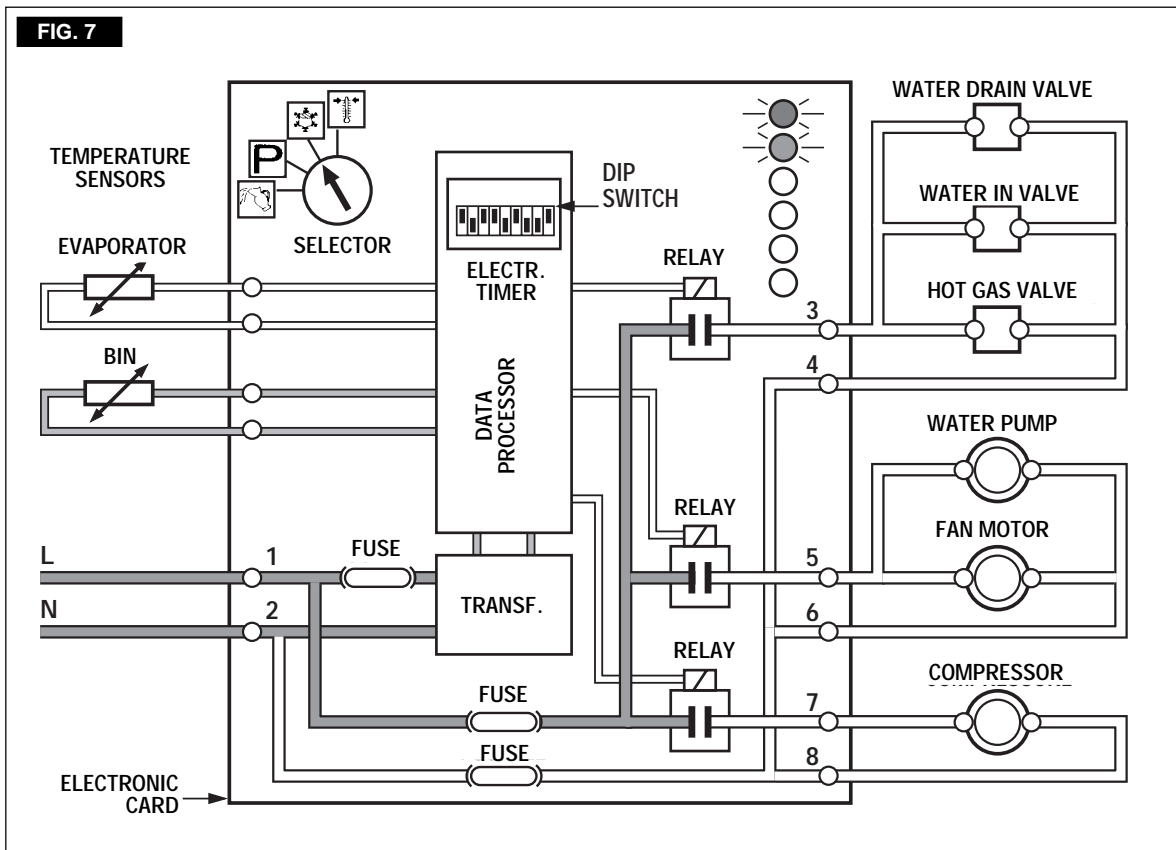 FIG. 7
WATER DRAIN VALVE
TEMPERATURE
SENSORS
P
DIP
SWITCH
WATER IN VALVE
EVAPORATOR
SELECTOR
ELECTR.
TIMER
RELAY
HOT GAS VALVE
3
BIN
4
DATA
PROCESSOR
WATER PUMP
RELAY
FAN MOTOR
L
1
FUSE
5
N
2
TRANSF.
6
RELAY
COMPRESSOR
FUSE
7
FUSE
8
ELECTRONIC
CARD